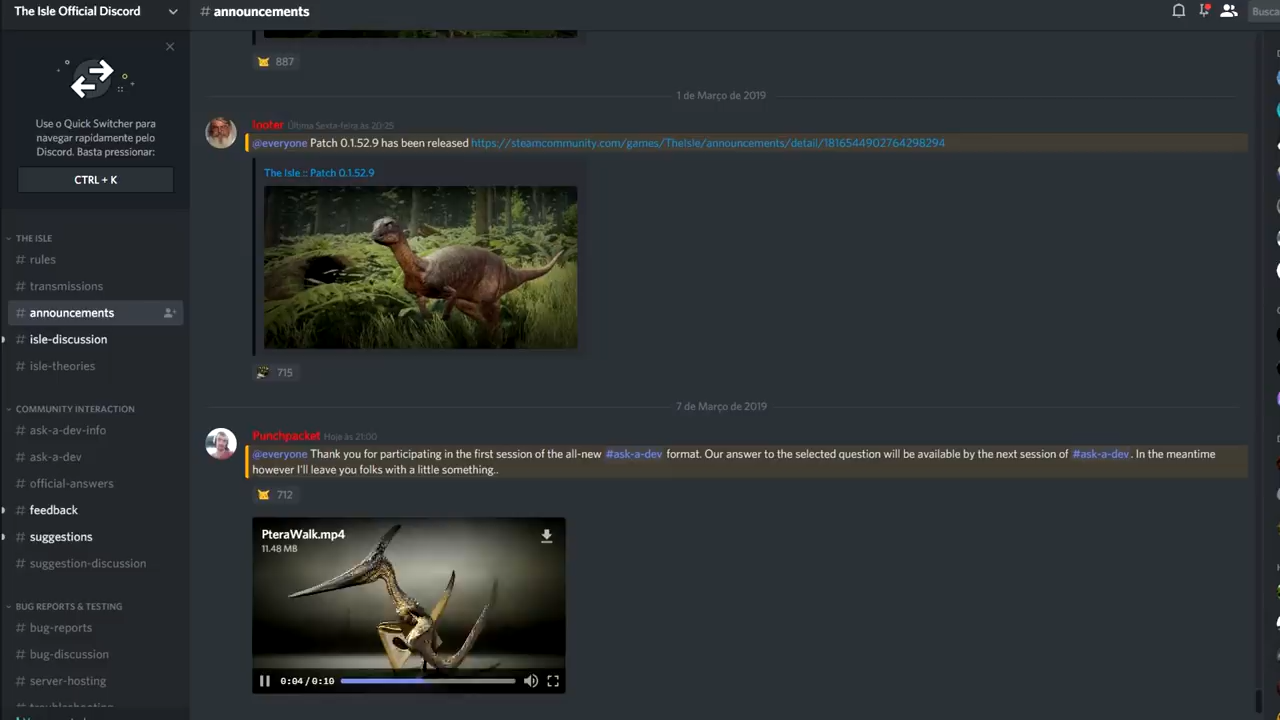 The Isle Official Discord
# announcements
Busca
Use o Quick Switcher para
navegar rapidamente pelo
Discord. Basta pressionar:
CTRL + K
THE ISLE
# rules
# transmissions
# announcements
# isle-discussion
# isle-theories
COMMUNITY INTERACTION
# ask-a-dev-info
# ask-a-dev
# official-answers
# feedback
# suggestions
# suggestion-discussion
BUG REPORTS & TESTING
# bug-reports
# bug-discussion
# server-hosting
# troubleshooting
887
1 de Março de 2019
Última Sexta-feira às 20:25
@everyone Patch 0.1.52.9 has been released https://steamcommunity.com/games/TheIsle/announcements/detail/1816544902764298294
The Isle :: Patch 0.1.52.9
715
7 de Março de 2019
Punchpacket Hoje às 21:00
@everyone Thank you for participating in the first session of the all-new #ask-a-dev format. Our answer to the selected question will be available by the next session of #ask-a-dev. In the meantime
however I'll leave you folks with a little something..
712
PteraWalk.mp4
11.48 MB
0:04 / 0:10